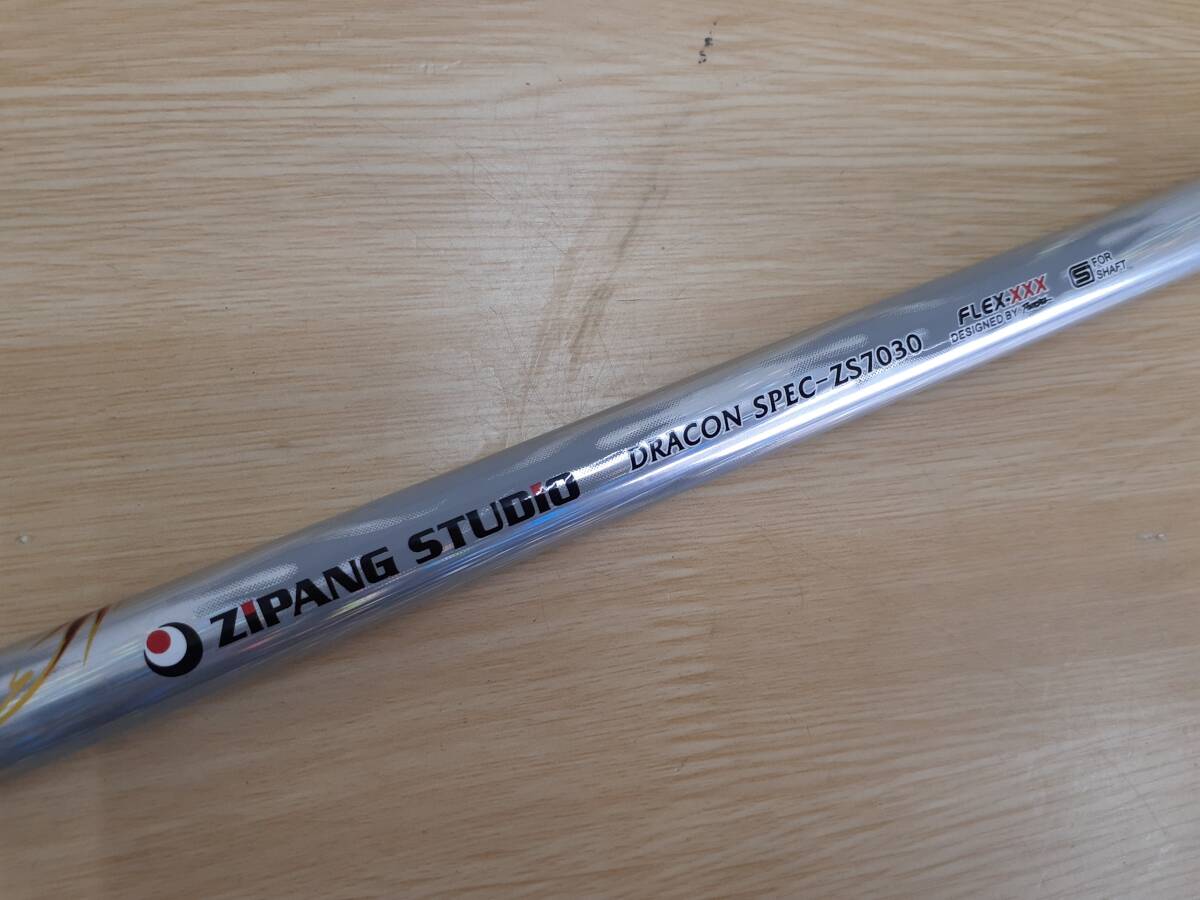 ZIPANG STUDIO
DRACON SPEC-ZS7030
FLEX-XXX
DESIGNED BY
S FOR
SHAFT